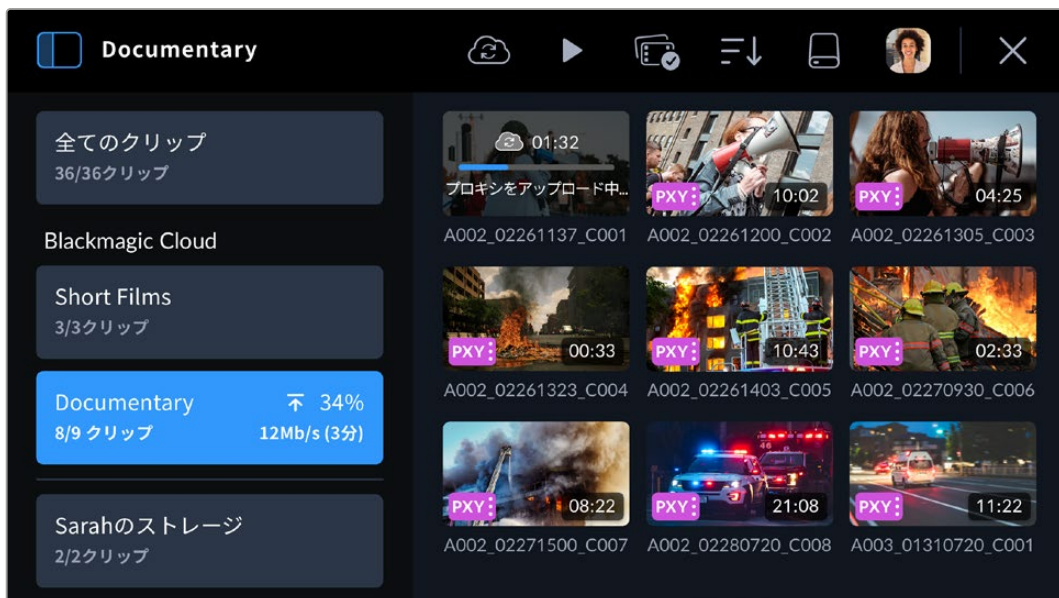 Documentary
全てのクリップ
36/36クリップ
Blackmagic Cloud
Short Films
3/3クリップ
Documentary 34%
8/9 クリップ 12Mb/s (3分)
Sarahのストレージ
2/2クリップ
01:32
プロキシをアップロード中...
PXY 10:02
PXY 04:25
A002_02261137_C001 A002_02261200_C002 A002_02261305_C003
PXY 00:33
PXY 10:43
PXY 02:33
A002_02261323_C004 A002_02261403_C005 A002_02270930_C006
PXY 08:22
PXY 21:08
PXY 11:22
A002_02271500_C007 A002_02280720_C008 A003_01310720_C001